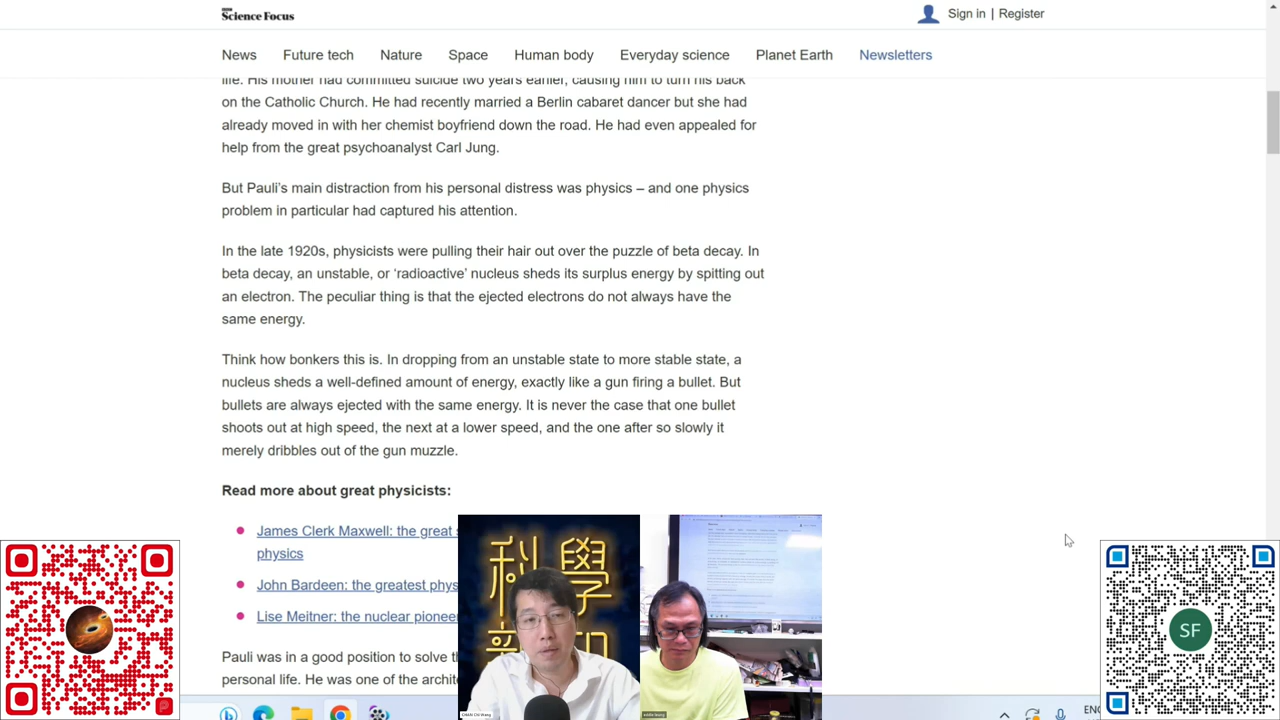 BBC
Science Focus
Sign in | Register
News Future tech Nature Space Human body Everyday science Planet Earth Newsletters
life. His mother had committed suicide two years earlier, causing him to turn his back
on the Catholic Church. He had recently married a Berlin cabaret dancer but she had
already moved in with her chemist boyfriend down the road. He had even appealed for
help from the great psychoanalyst Carl Jung.
But Pauli's main distraction from his personal distress was physics – and one physics
problem in particular had captured his attention.
In the late 1920s, physicists were pulling their hair out over the puzzle of beta decay. In
beta decay, an unstable, or ‘radioactive’ nucleus sheds its surplus energy by spitting out
an electron. The peculiar thing is that the ejected electrons do not always have the
same energy.
Think how bonkers this is. In dropping from an unstable state to more stable state, a
nucleus sheds a well-defined amount of energy, exactly like a gun firing a bullet. But
bullets are always ejected with the same energy. It is never the case that one bullet
shoots out at high speed, the next at a lower speed, and the one after so slowly it
merely dribbles out of the gun muzzle.
Read more about great physicists:
James Clerk Maxwell: the great
physics
John Bardeen: the greatest phys
Lise Meitner: the nuclear pioneer
Pauli was in a good position to solve th
personal life. He was one of the archite
科學
SF
ENG